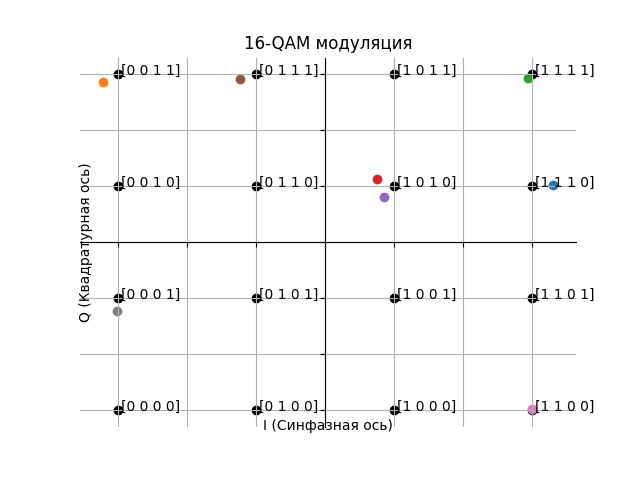 16-QAM модуляция
[0 0 1 1] [0 1 1 1] [1 0 1 1] [1 1 1 1]
[0 0 1 0] [0 1 1 0] [1 0 1 0] [1 1 1 0]
Q (Квадратурная ось)
[0 0 0 1] [0 1 0 1] [1 0 0 1] [1 1 0 1]
[0 0 0 0] [0 1 0 0] [1 0 0 0] [1 1 0 0]
I (Синфазная ось)